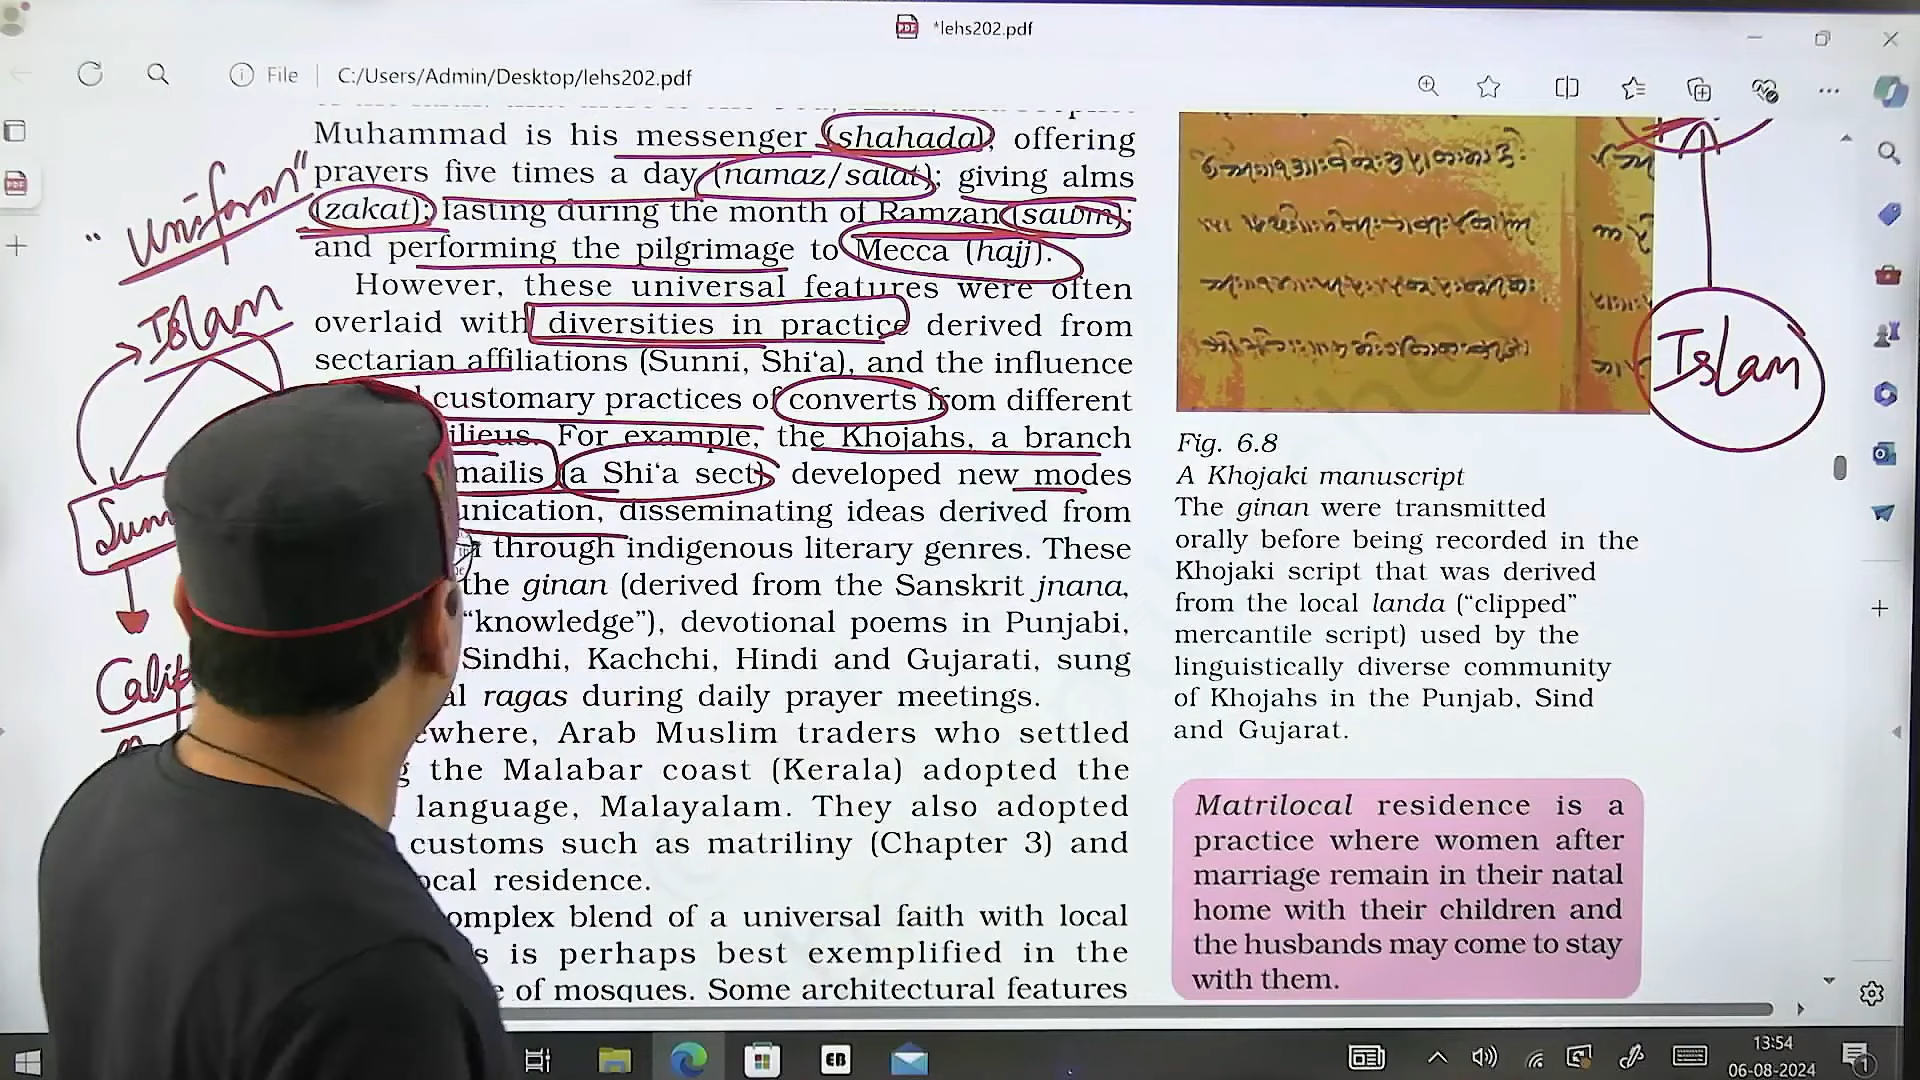 *lehs202.pdf
File
C:/Users/Admin/Desktop/lehs202.pdf
Muhammad is his messenger (shahada); offering
prayers five times a day (namaz/salat); giving alms
(zakat); fasting during the month of Ramzan (sawm);
and performing the pilgrimage to Mecca (hajj).
However, these universal features were often
overlaid with diversities in practice derived from
sectarian affiliations (Sunni, Shi‘a), and the influence
customary practices of converts from different
ilieus. For example, the Khojahs, a branch
mailis (a Shi‘a sect), developed new modes
unication, disseminating ideas derived from
through indigenous literary genres. These
the ginan (derived from the Sanskrit jnana,
“knowledge”), devotional poems in Punjabi,
Sindhi, Kachchi, Hindi and Gujarati, sung
al ragas during daily prayer meetings.
ewhere, Arab Muslim traders who settled
g the Malabar coast (Kerala) adopted the
language, Malayalam. They also adopted
customs such as matriliny (Chapter 3) and
ocal residence.
omplex blend of a universal faith with local
s is perhaps best exemplified in the
e of mosques. Some architectural features
"uniform"
Islam
Sunn
Calip
Islam
Fig. 6.8
A Khojaki manuscript
The ginan were transmitted
orally before being recorded in the
Khojaki script that was derived
from the local landa (“clipped”
mercantile script) used by the
linguistically diverse community
of Khojahs in the Punjab, Sind
and Gujarat.
Matrilocal residence is a
practice where women after
marriage remain in their natal
home with their children and
the husbands may come to stay
with them.
EB
13:54
06-08-2024
1